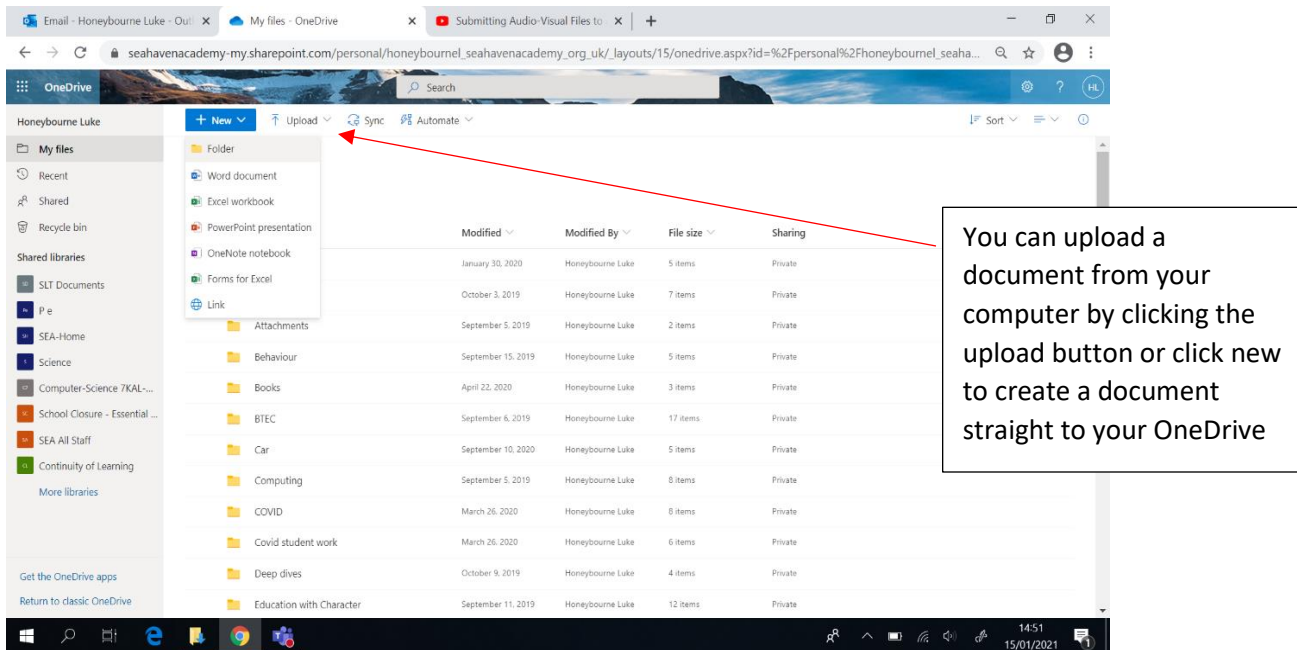 Email - Honeybourne Luke - Out
My files - OneDrive
Submitting Audio-Visual Files to
seahavenacademy-my.sharepoint.com/personal/honeybournel_seahavenacademy_org_uk/_layouts/15/onedrive.aspx?id=%2Fpersonal%2Fhoneybournel_seaha...
OneDrive
Search
HL
Honeybourne Luke
+ New
Upload
Sync
Automate
Sort
My files
Folder
Recent
Word document
Shared
Excel workbook
Recycle bin
PowerPoint presentation
Modified
Modified By
File size
Sharing
OneNote notebook
January 30, 2020 Honeybourne Luke 5 items Private
Shared libraries
SLT Documents
Forms for Excel
October 3, 2019 Honeybourne Luke 7 items Private
P e
Link
SEA-Home
Attachments September 5, 2019 Honeybourne Luke 2 items Private
Science
Behaviour September 15, 2019 Honeybourne Luke 5 items Private
Computer-Science 7KAL-...
Books April 22, 2020 Honeybourne Luke 3 items Private
School Closure - Essential ...
BTEC September 6, 2019 Honeybourne Luke 17 items Private
SEA All Staff
Car September 10, 2020 Honeybourne Luke 5 items Private
Continuity of Learning
Computing September 5, 2019 Honeybourne Luke 8 items Private
More libraries
COVID March 26, 2020 Honeybourne Luke 8 items Private
Covid student work March 26, 2020 Honeybourne Luke 6 items Private
Get the OneDrive apps
Deep dives October 9, 2019 Honeybourne Luke 4 items Private
Return to classic OneDrive
Education with Character September 11, 2019 Honeybourne Luke 12 items Private
You can upload a
document from your
computer by clicking the
upload button or click new
to create a document
straight to your OneDrive
14:51
15/01/2021